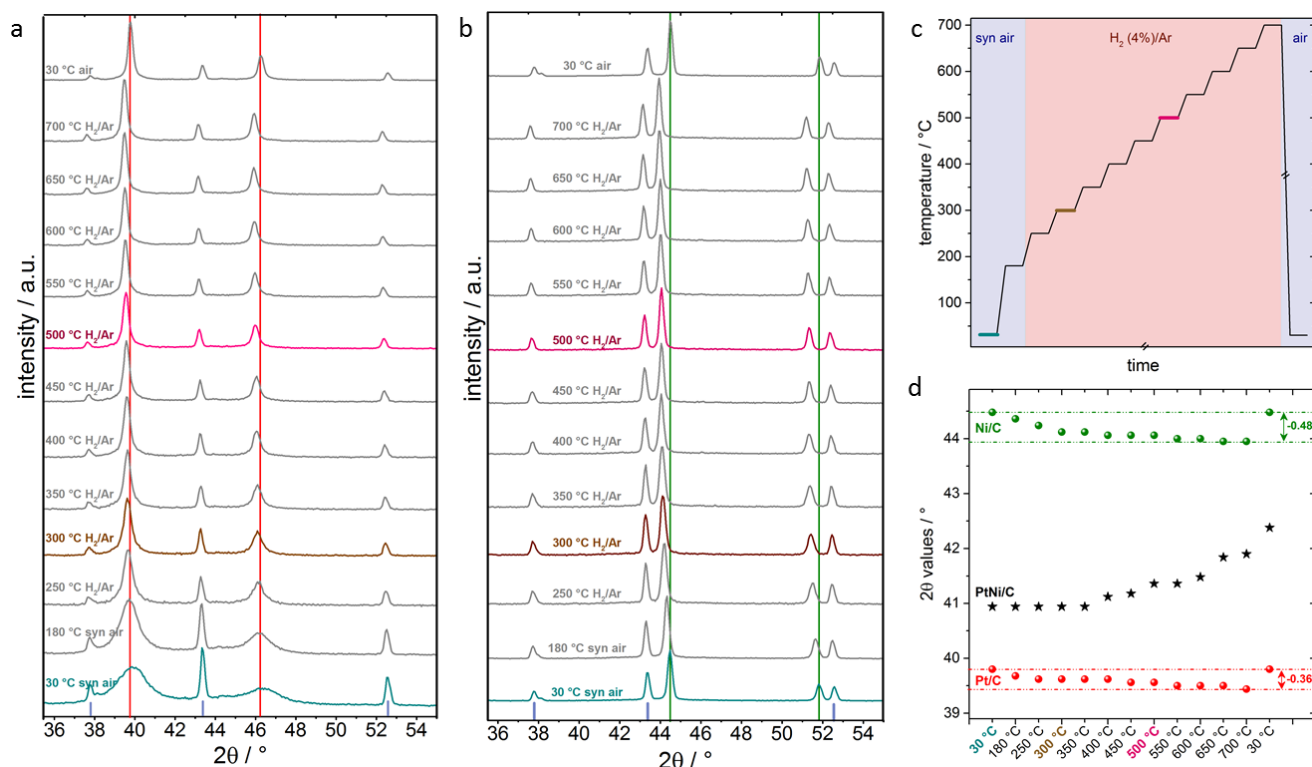 a
intensity / a.u.
30 °C air
700 °C H2/Ar
650 °C H2/Ar
600 °C H2/Ar
550 °C H2/Ar
500 °C H2/Ar
450 °C H2/Ar
400 °C H2/Ar
350 °C H2/Ar
300 °C H2/Ar
250 °C H2/Ar
180 °C syn air
30 °C syn air
36 38 40 42 44 46 48 50 52 54
2θ / °
b
intensity / a.u.
30 °C air
700 °C H2/Ar
650 °C H2/Ar
600 °C H2/Ar
550 °C H2/Ar
500 °C H2/Ar
450 °C H2/Ar
400 °C H2/Ar
350 °C H2/Ar
300 °C H2/Ar
250 °C H2/Ar
180 °C syn air
30 °C syn air
36 38 40 42 44 46 48 50 52 54
2θ / °
c
temperature / °C
700
600
500
400
300
200
100
syn air
H2 (4%)/Ar
air
time
d
2θ values / °
44
43
42
41
40
39
Ni/C
-0.48
PtNi/C
Pt/C
-0.36
30 °C
180 °C
250 °C
300 °C
350 °C
400 °C
450 °C
500 °C
550 °C
600 °C
650 °C
700 °C
30 °C